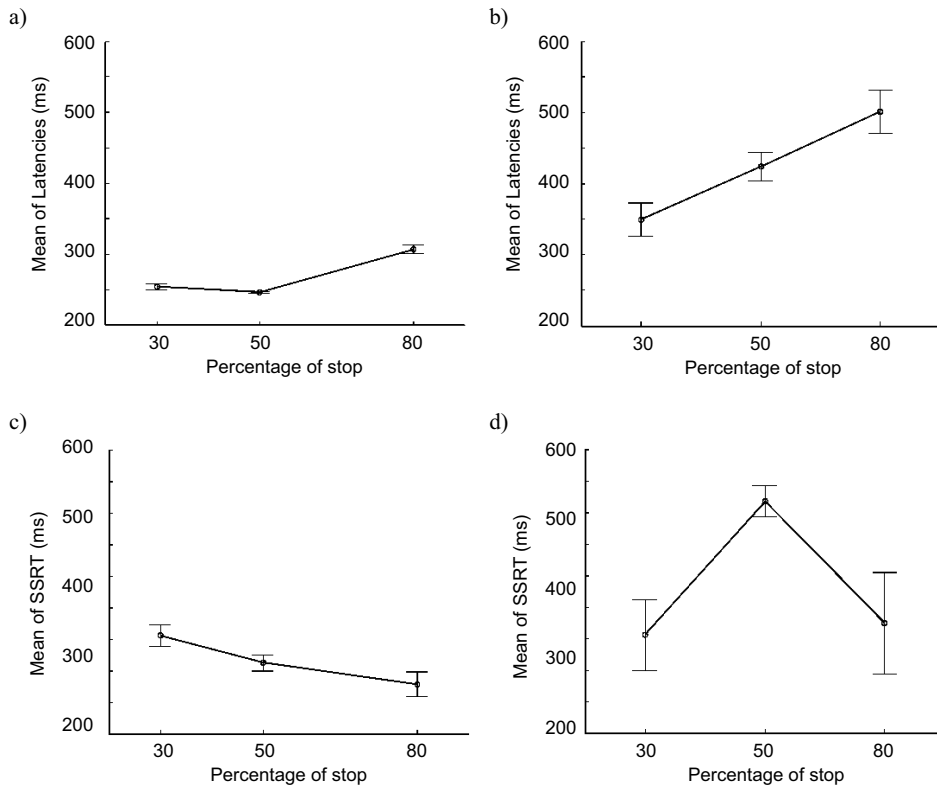 a)
Mean of Latencies (ms)
600
500
400
300
200
30 50 80
Percentage of stop
b)
Mean of Latencies (ms)
600
500
400
300
200
30 50 80
Percentage of stop
c)
Mean of SSRT (ms)
600
500
400
300
200
30 50 80
Percentage of stop
d)
Mean of SSRT (ms)
600
500
400
300
200
30 50 80
Percentage of stop